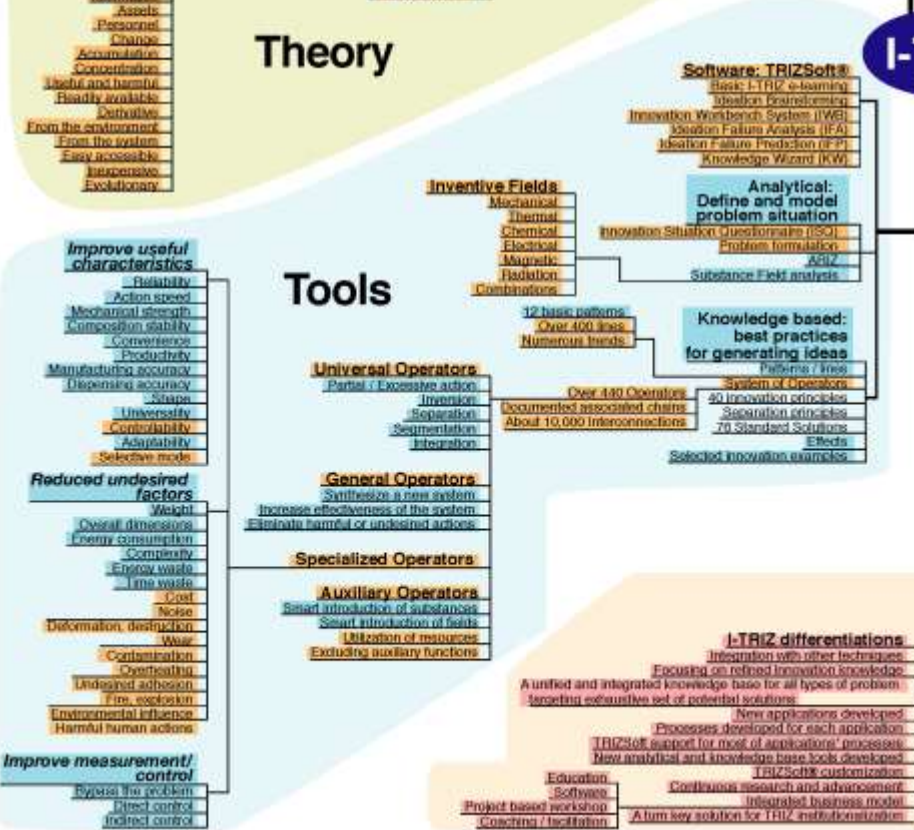 Assets
Personnel
Change
Accumulation
Concentration
Useful and harmful
Readily available
Derivative
From the environment
From the system
Easy accessible
Inexpensive
Evolutionary
Theory
I-
Software: TRIZSoft®
Basic I-TRIZ e-learning
Ideation Brainstorming
Innovation Workbench System (IWB)
Ideation Failure Analysis (IFA)
Ideation Failure Prediction (IFP)
Knowledge Wizard (KW)
Analytical:
Define and model
problem situation
Innovation Situation Questionnaire (ISQ)
Problem formulation
ARIZ
Substance Field analysis
Inventive Fields
Mechanical
Thermal
Chemical
Electrical
Magnetic
Radiation
Combinations
Tools
Knowledge based:
best practices
for generating ideas
Patterns / lines
System of Operators
40 innovation principles
Separation principles
76 Standard Solutions
Effects
Selected innovation examples
12 basic patterns
Over 400 lines
Numerous trends
Over 440 Operators
Documented associated chains
About 10,000 Interconnections
Universal Operators
Partial / Excessive action
Inversion
Separation
Segmentation
Integration
General Operators
Synthesize a new system
Increase effectiveness of the system
Eliminate harmful or undesired actions
Specialized Operators
Auxiliary Operators
Smart introduction of substances
Smart introduction of fields
Utilization of resources
Excluding auxiliary functions
Improve useful
characteristics
Reliability
Action speed
Mechanical strength
Composition stability
Convenience
Productivity
Manufacturing accuracy
Dispensing accuracy
Shape
Universality
Controllability
Adaptability
Selective mode
Reduced undesired
factors
Weight
Overall dimensions
Energy consumption
Complexity
Energy waste
Time waste
Cost
Noise
Deformation, destruction
Wear
Contamination
Overheating
Undesired adhesion
Fire, explosion
Environmental influence
Harmful human actions
Improve measurement/
control
Bypass the problem
Direct control
Indirect control
I-TRIZ differentiations
Integration with other techniques
Focusing on refined Innovation knowledge
A unified and integrated knowledge base for all types of problem
targeting exhaustive set of potential solutions
New applications developed
Processes developed for each application
TRIZSoft support for most of applications' processes
New analytical and knowledge base tools developed
TRIZSoft® customization
Continuous research and advancement
Integrated business model
A turn key solution for TRIZ institutionalization
Education
Software
Project based workshop
Coaching / facilitation